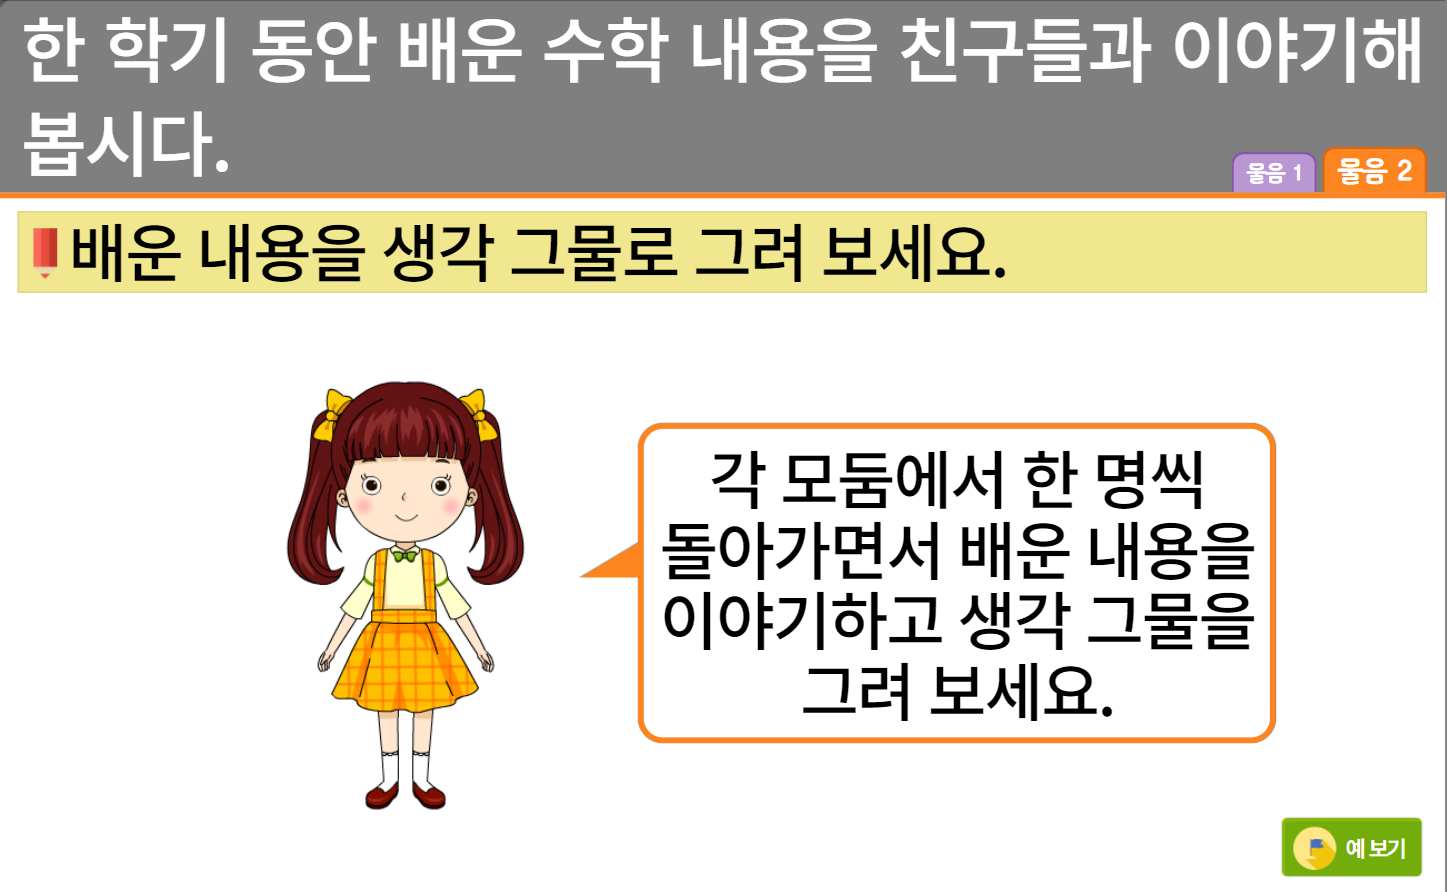 한 학기 동안 배운 수학 내용을 친구들과 이야기해
봅시다.
물음 1
물음 2
배운 내용을 생각 그물로 그려 보세요.
각 모둠에서 한 명씩
돌아가면서 배운 내용을
이야기하고 생각 그물을
그려 보세요.
예 보기